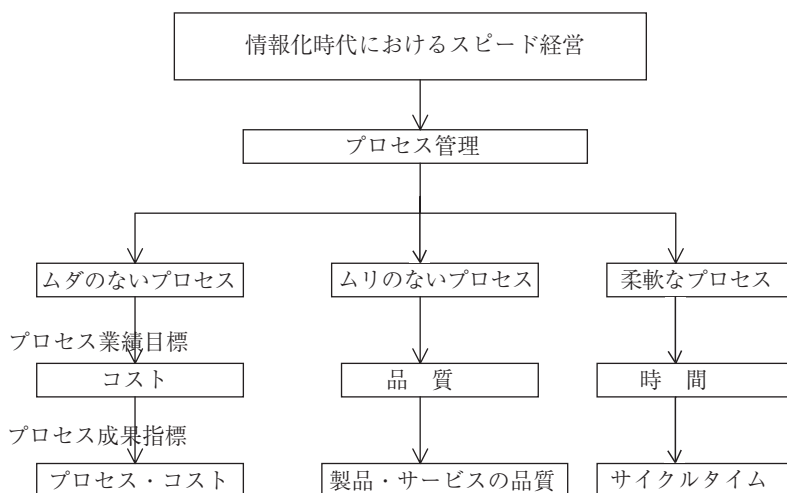 情報化時代におけるスピード経営
プロセス管理
ムダのないプロセス
ムリのないプロセス
柔軟なプロセス
プロセス業績目標
コスト
品　質
時　間
プロセス成果指標
プロセス・コスト
製品・サービスの品質
サイクルタイム